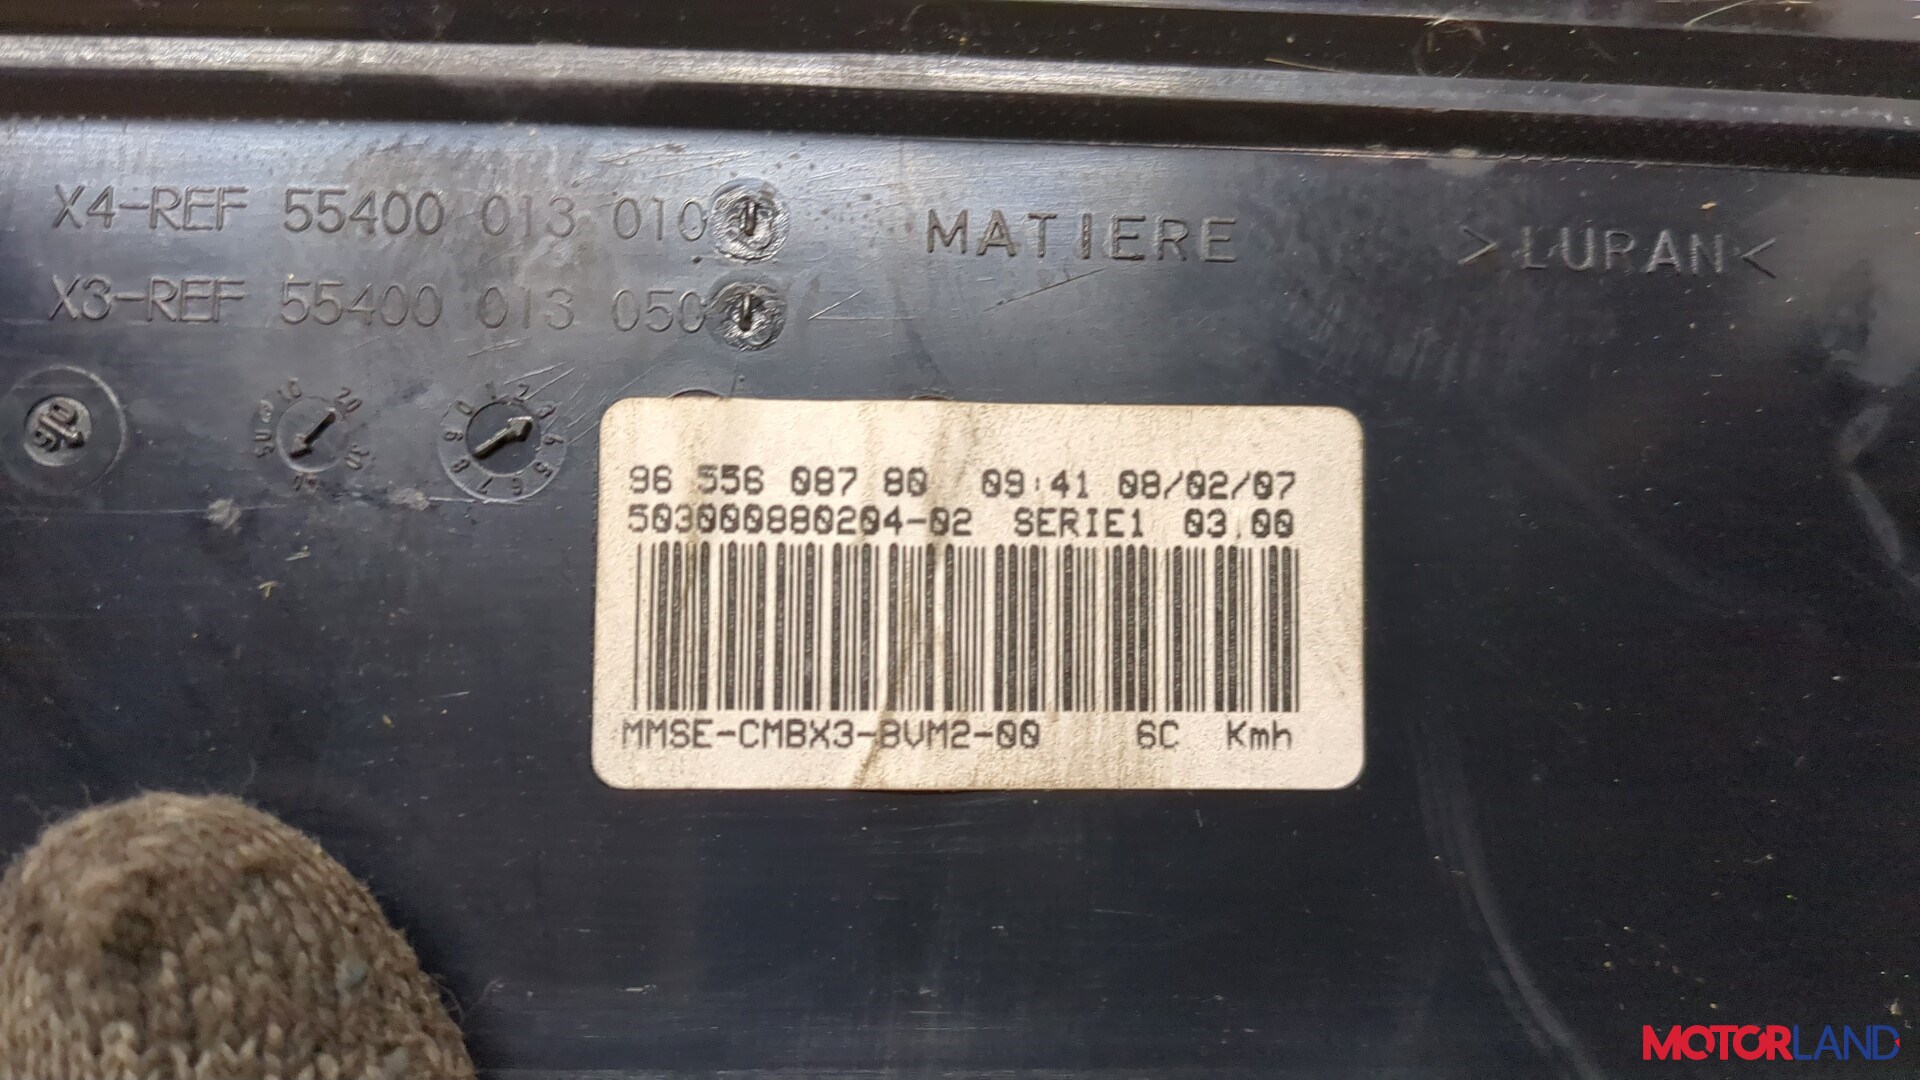 X4-REF 55400 013 010
MATIERE >LURAN<
X3-REF 55400 013 050
96 556 087 80 09:41 08/02/07
503000880204-02 SERIE1 03.00
MMSE-CMBX3-BVM2-00 6C Kmh
MOTORLAND